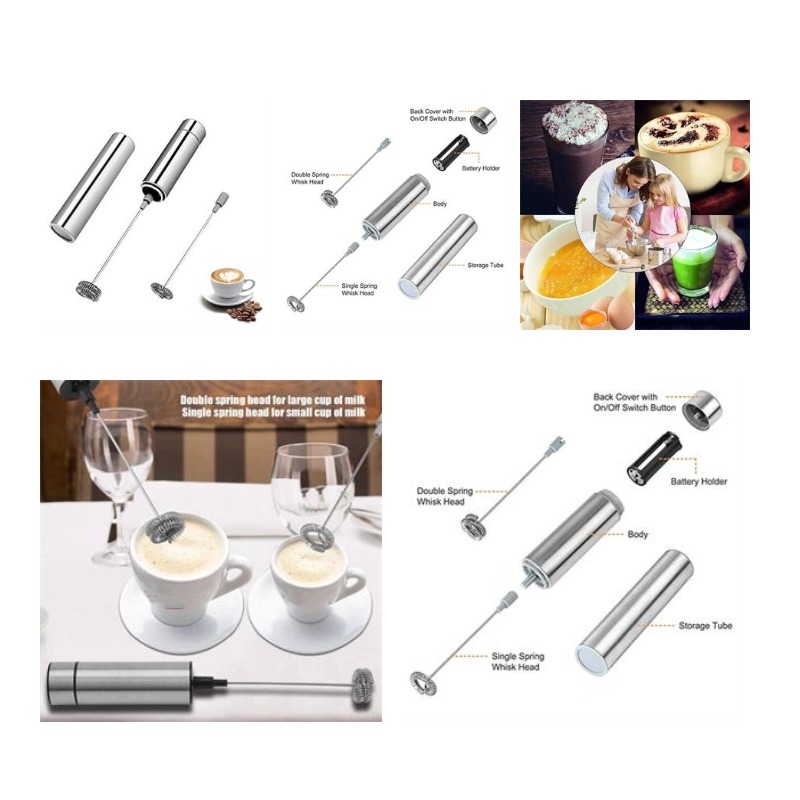 Back Cover with
On/Off Switch Button
Battery Holder
Double Spring
Whisk Head
Body
Storage Tube
Single Spring
Whisk Head
Double spring head for large cup of milk
Single spring head for small cup of milk
Back Cover with
On/Off Switch Button
Battery Holder
Double Spring
Whisk Head
Body
Storage Tube
Single Spring
Whisk Head